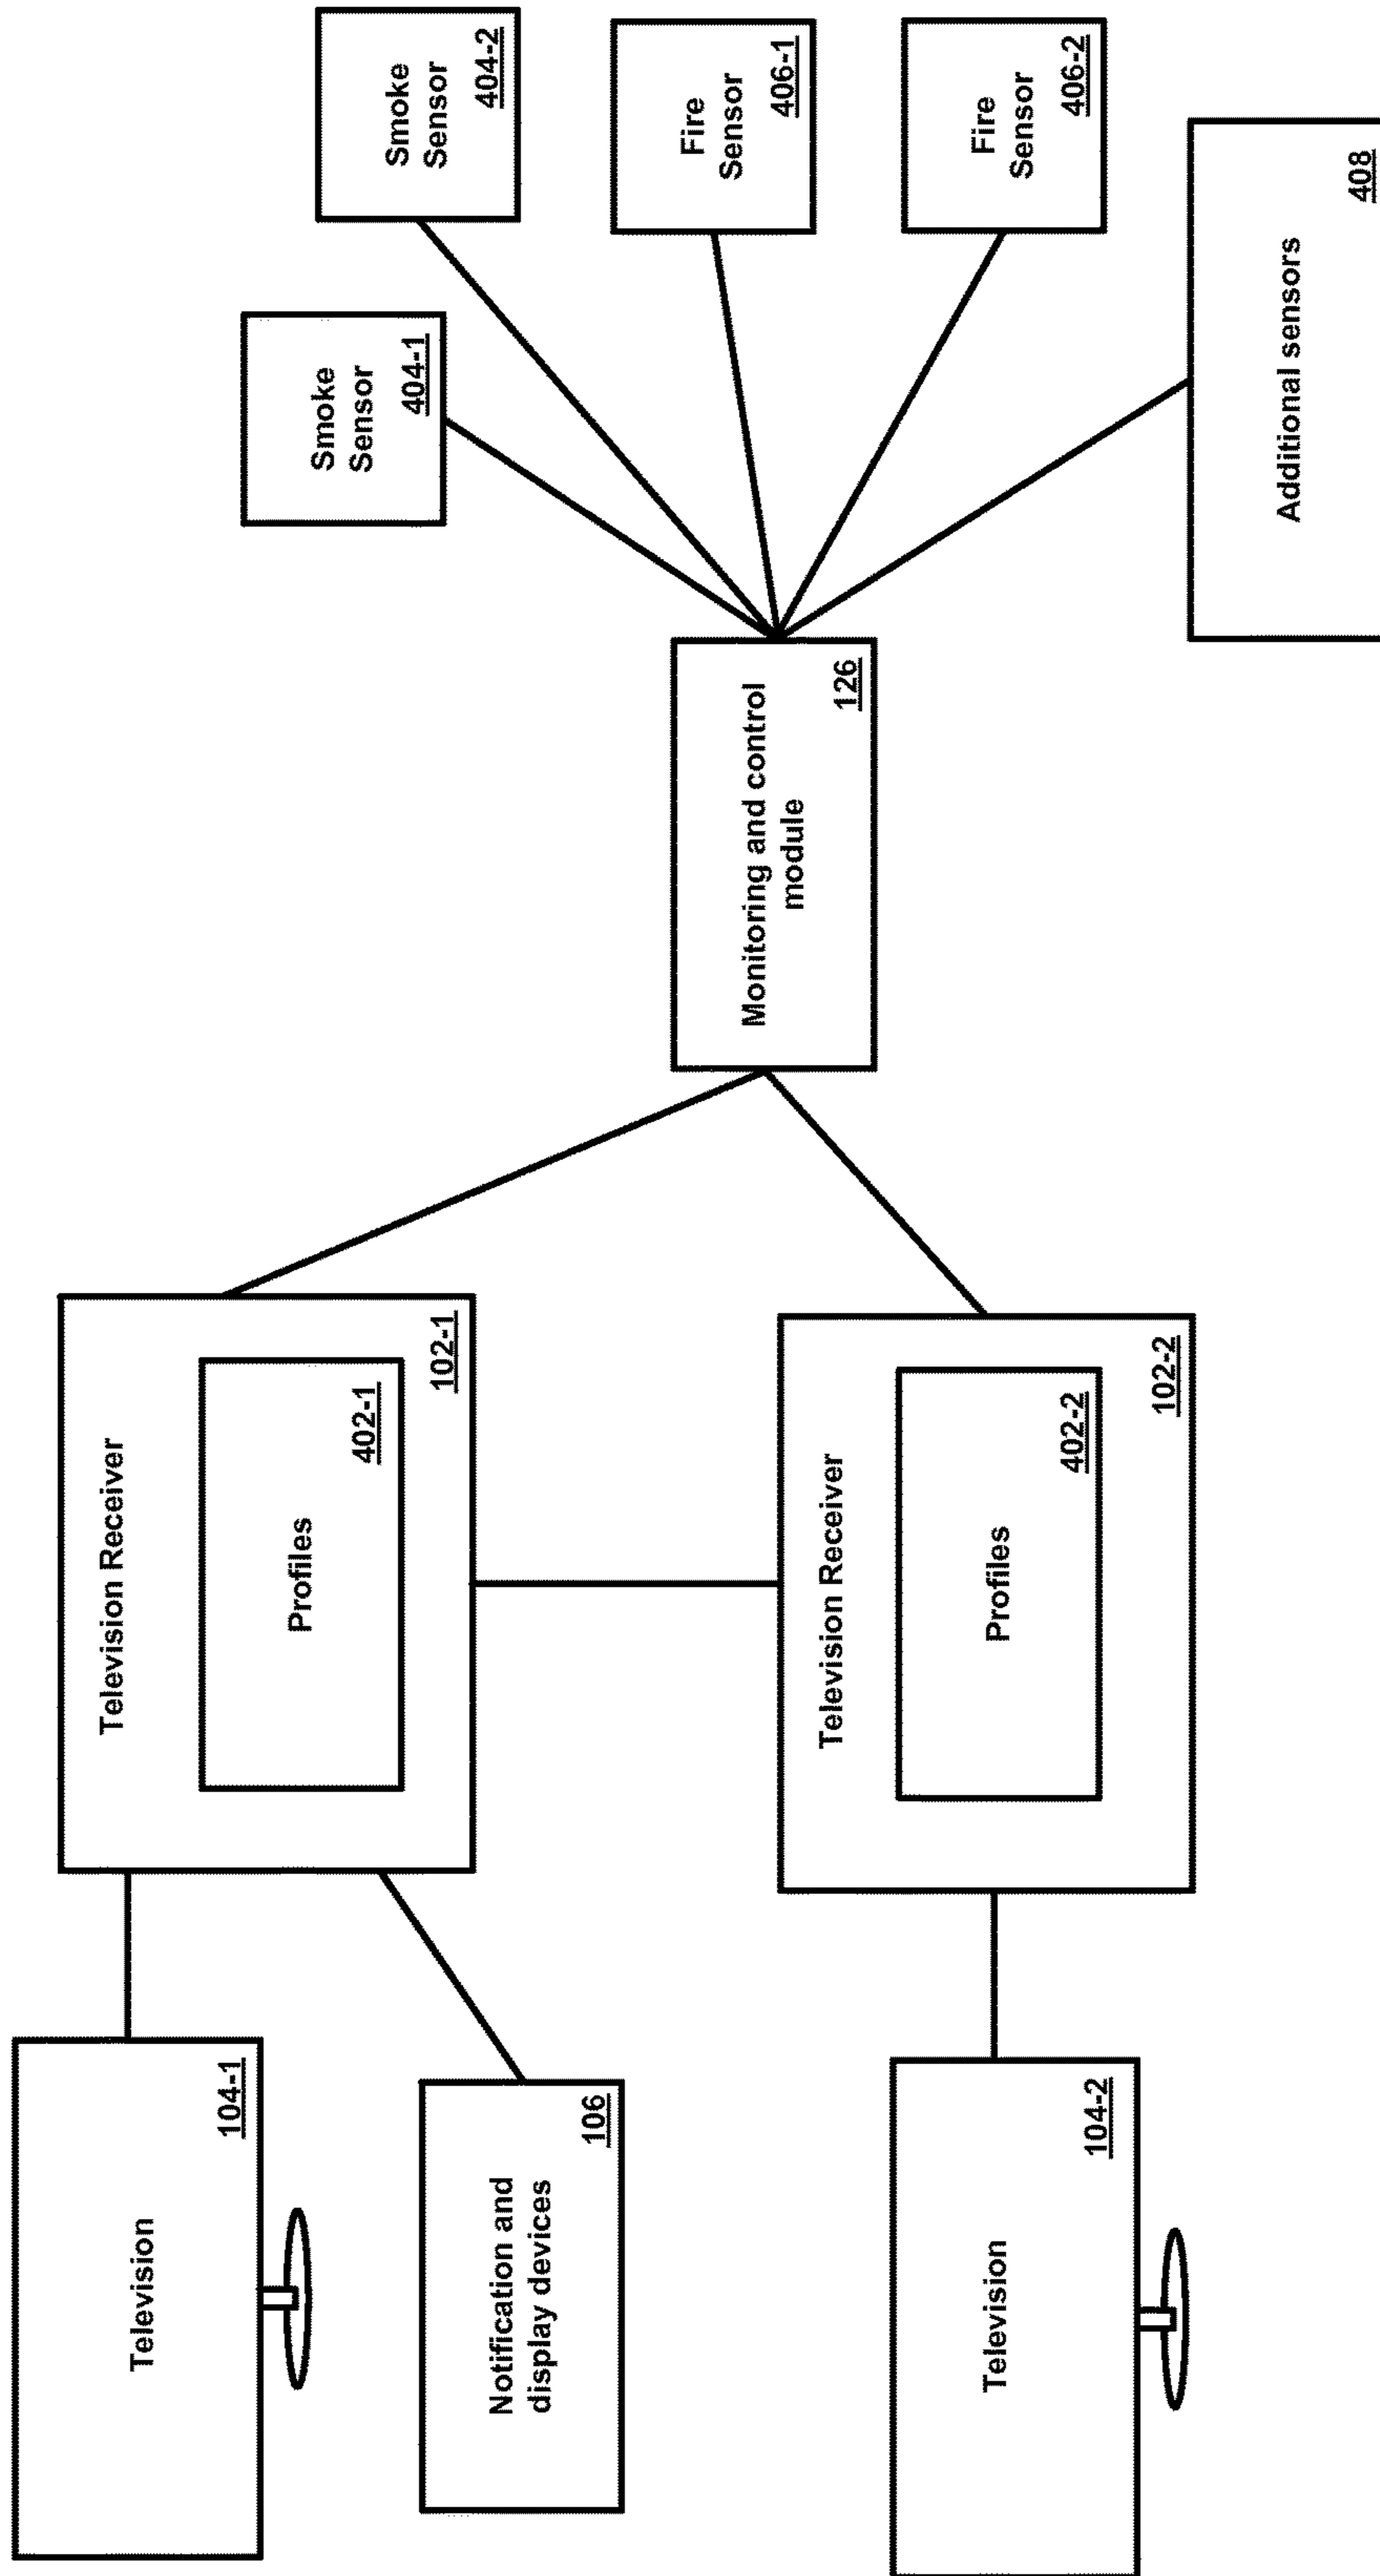 Television
104-1
Notification and
display devices
106
Television
104-2
Television Receiver
Profiles
402-1
102-1
Television Receiver
Profiles
402-2
102-2
Monitoring and control
module
126
Smoke
Sensor
404-1
Smoke
Sensor
404-2
Fire
Sensor
406-1
Fire
Sensor
406-2
Additional sensors
408